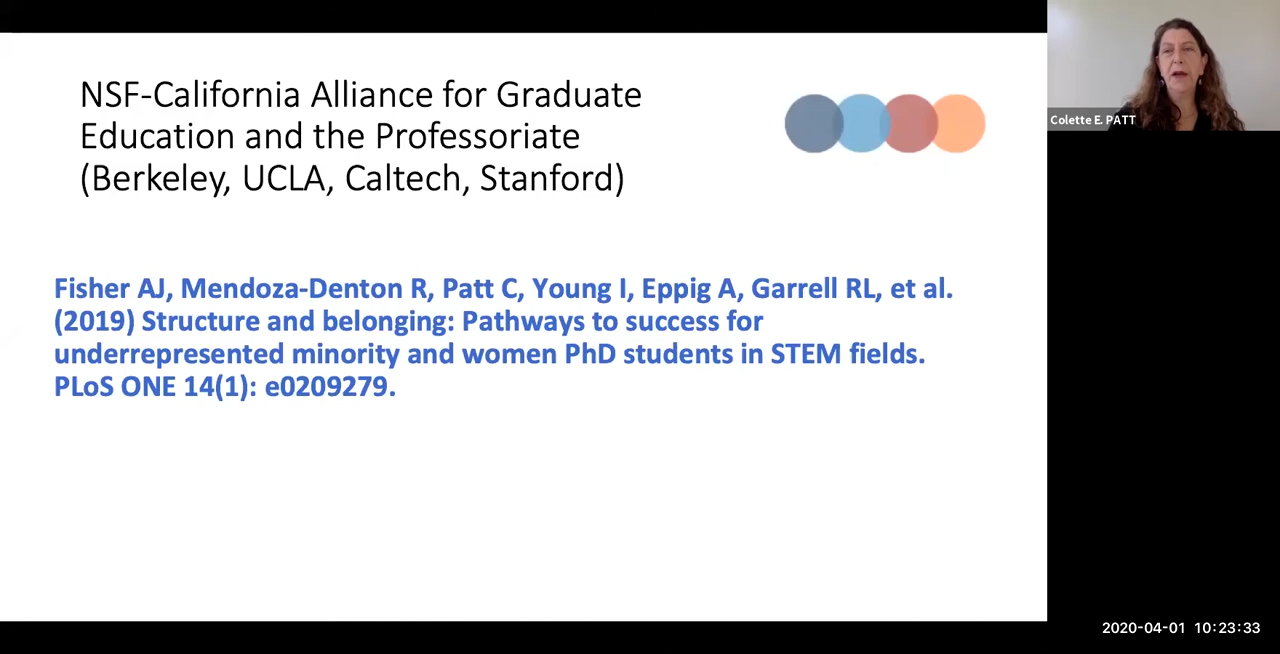 NSF-California Alliance for Graduate
Education and the Professoriate
(Berkeley, UCLA, Caltech, Stanford)
Colette E. PATT
Fisher AJ, Mendoza-Denton R, Patt C, Young I, Eppig A, Garrell RL, et al.
(2019) Structure and belonging: Pathways to success for
underrepresented minority and women PhD students in STEM fields.
PLoS ONE 14(1): e0209279.
2020-04-01 10:23:33